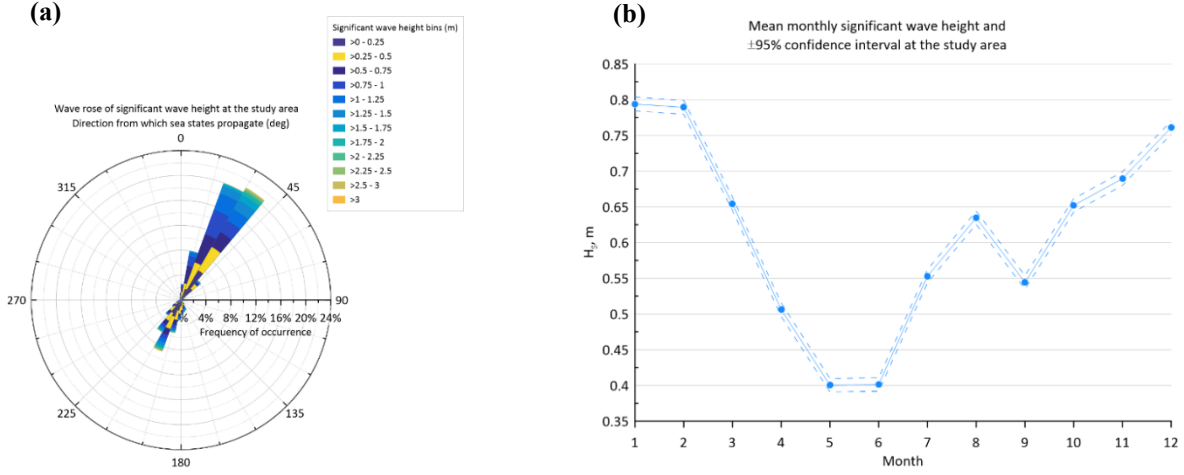 (a)
Significant wave height bins (m)
>0 - 0.25
>0.25 - 0.5
>0.5 - 0.75
>0.75 - 1
>1 - 1.25
>1.25 - 1.5
>1.5 - 1.75
>1.75 - 2
>2 - 2.25
>2.25 - 2.5
>2.5 - 3
>3
Wave rose of significant wave height at the study area
Direction from which sea states propagate (deg)
0
45
90
135
180
225
270
315
4% 8% 12% 16% 20% 24%
Frequency of occurrence
(b)
Mean monthly significant wave height and
±95% confidence interval at the study area
0.85
0.8
0.75
0.7
0.65
0.6
0.55
0.5
0.45
0.4
0.35
Hs, m
1 2 3 4 5 6 7 8 9 10 11 12
Month